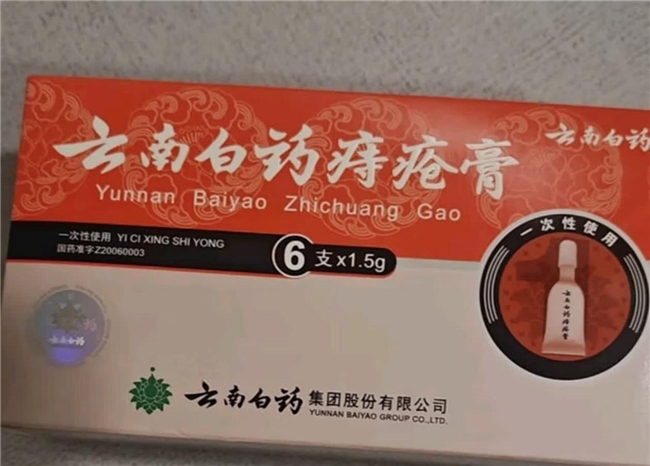 云南白药痔疮膏
Yunnan Baiyao Zhichuang Gao
云南白药
一次性使用 YI CI XING SHI YONG
国药准字Z20060003
6支x1.5g
一次性使用
云南白药痔疮膏
云南白药集团股份有限公司
YUNNAN BAIYAO GROUP CO.,LTD.